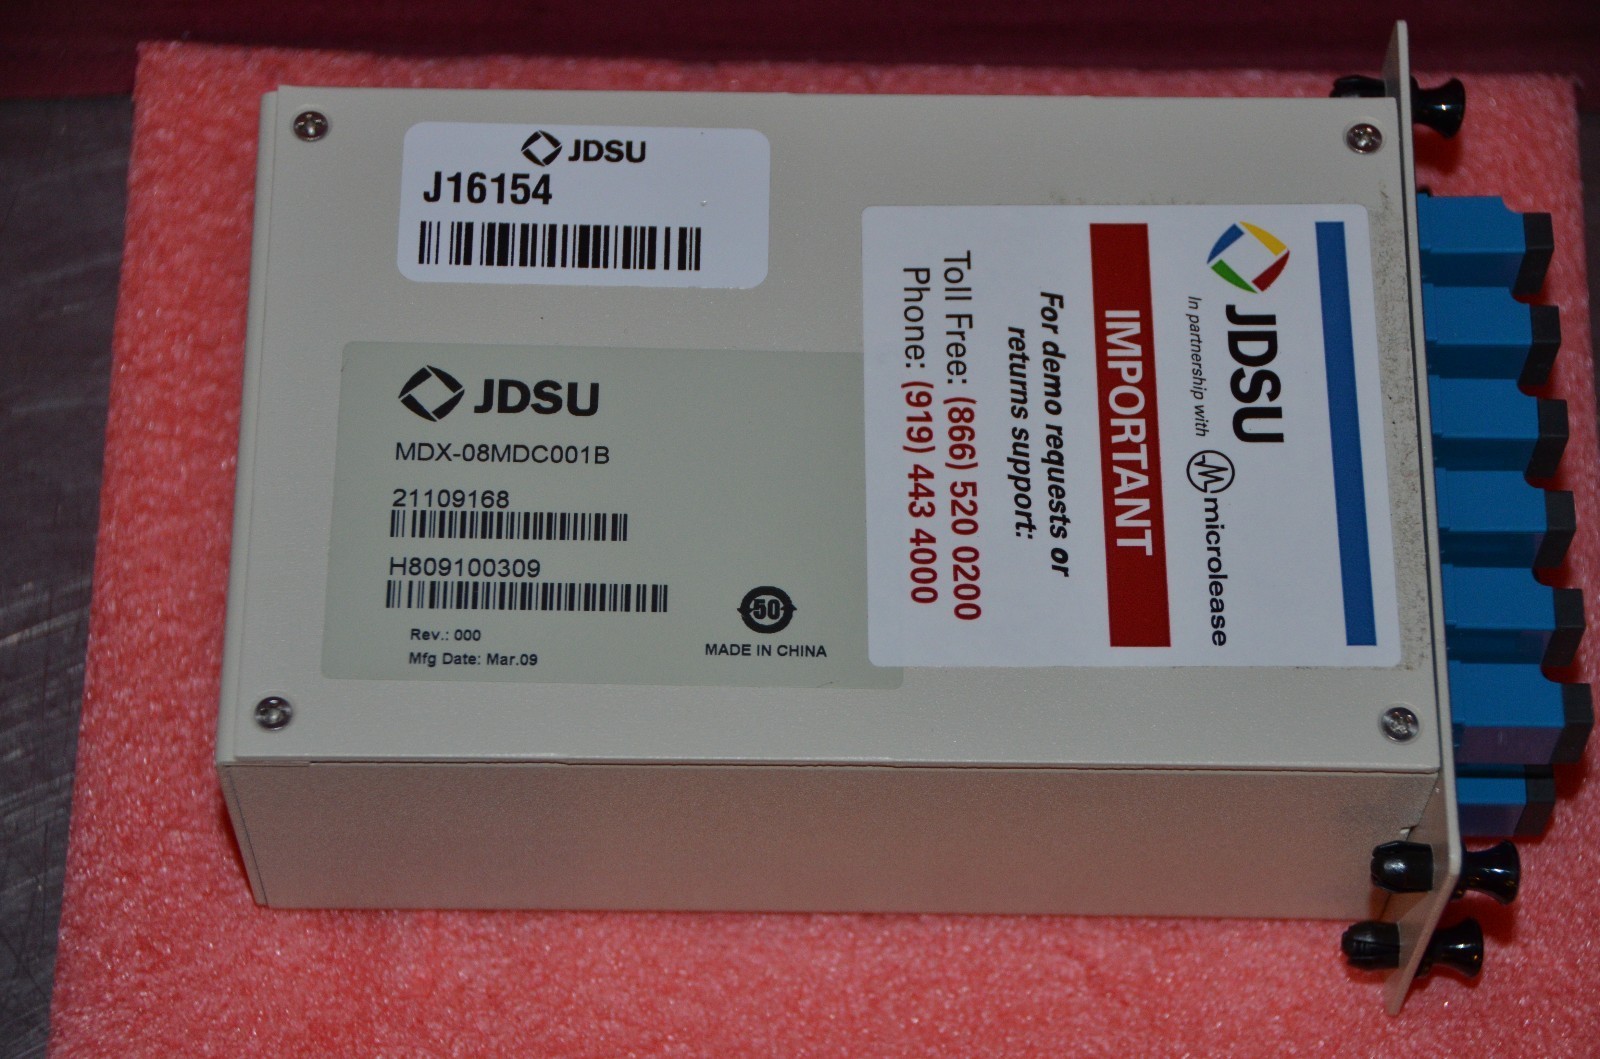 JDSU
J16154
JDSU
MDX-08MDC001B
21109168
H809100309
Rev.: 000
Mfg Date: Mar.09
50
MADE IN CHINA
JDSU
In partnership with microlease
IMPORTANT
For demo requests or
returns support:
Toll Free: (866) 520 0200
Phone: (919) 443 4000